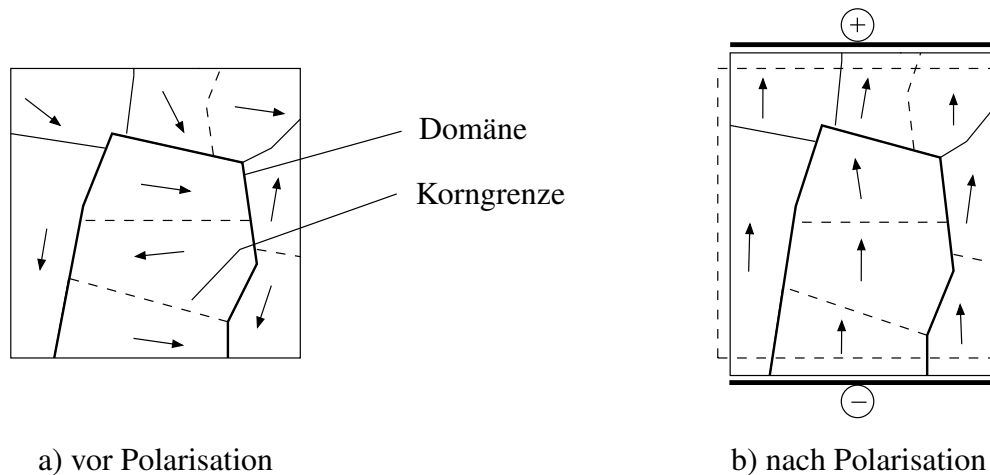 +
Domäne
Korngrenze
−
a) vor Polarisation
b) nach Polarisation